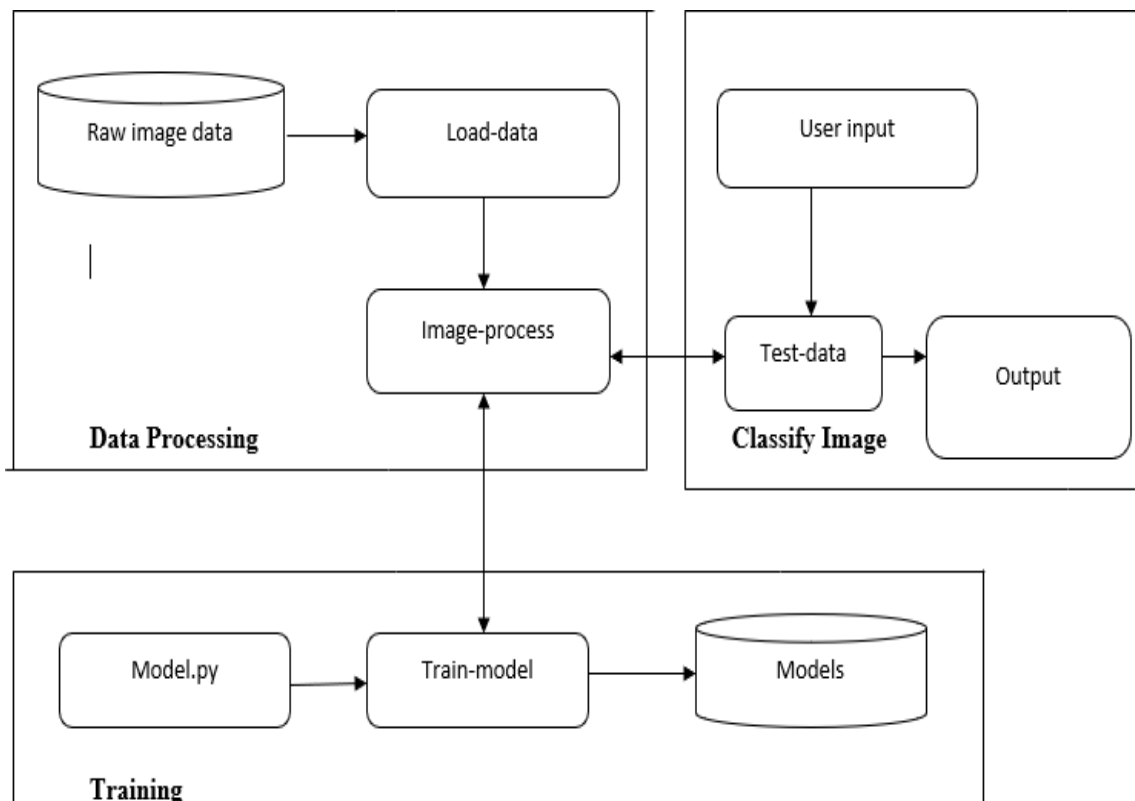 Raw image data
Load-data
Image-process
Data Processing
User input
Test-data
Output
Classify Image
Model.py
Train-model
Models
Training